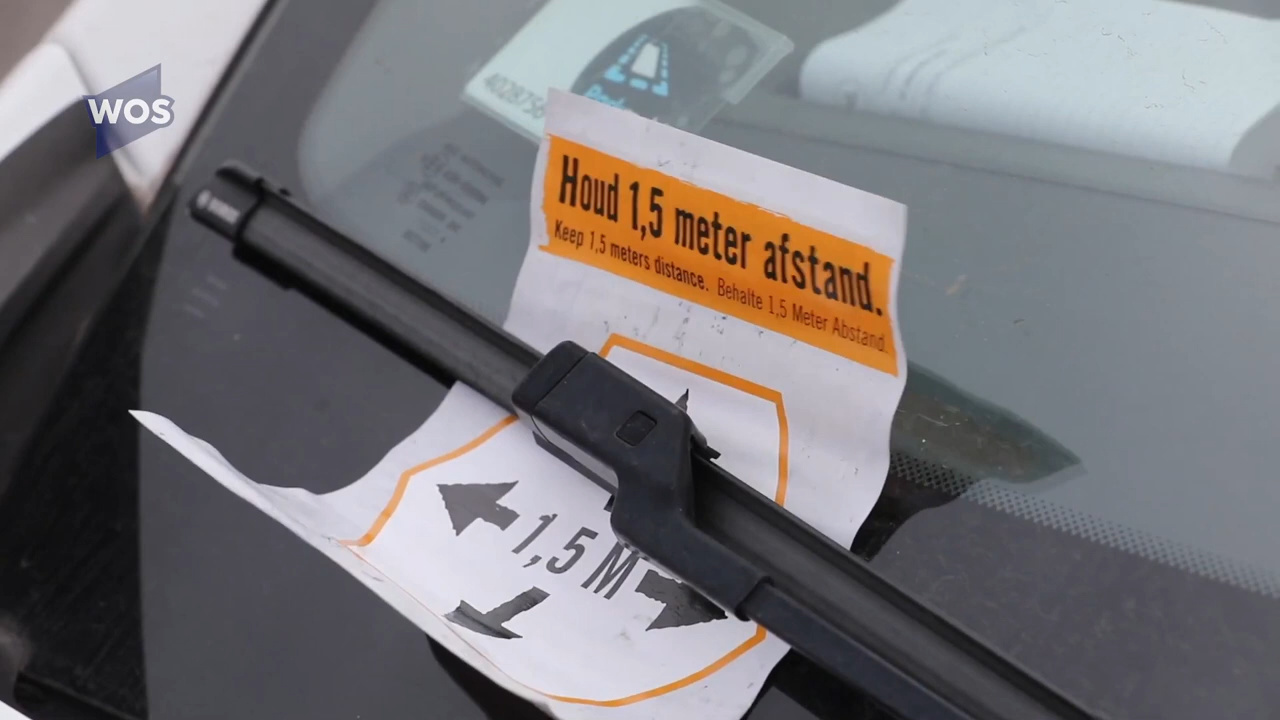 WOS
Houd 1,5 meter afstand.
Keep 1,5 meters distance. Behalte 1,5 Meter Abstand.
1,5 M